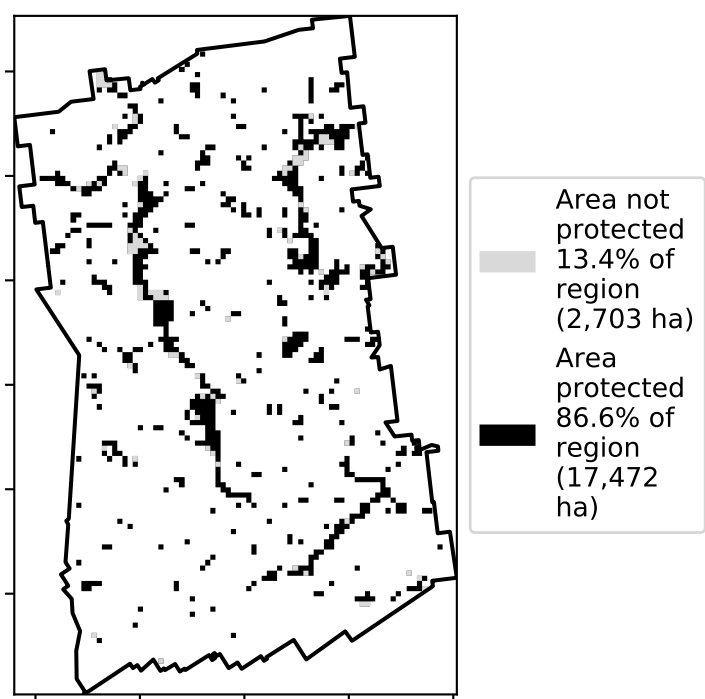 Area not
protected
13.4% of
region
(2,703 ha)
Area
protected
86.6% of
region
(17,472
ha)